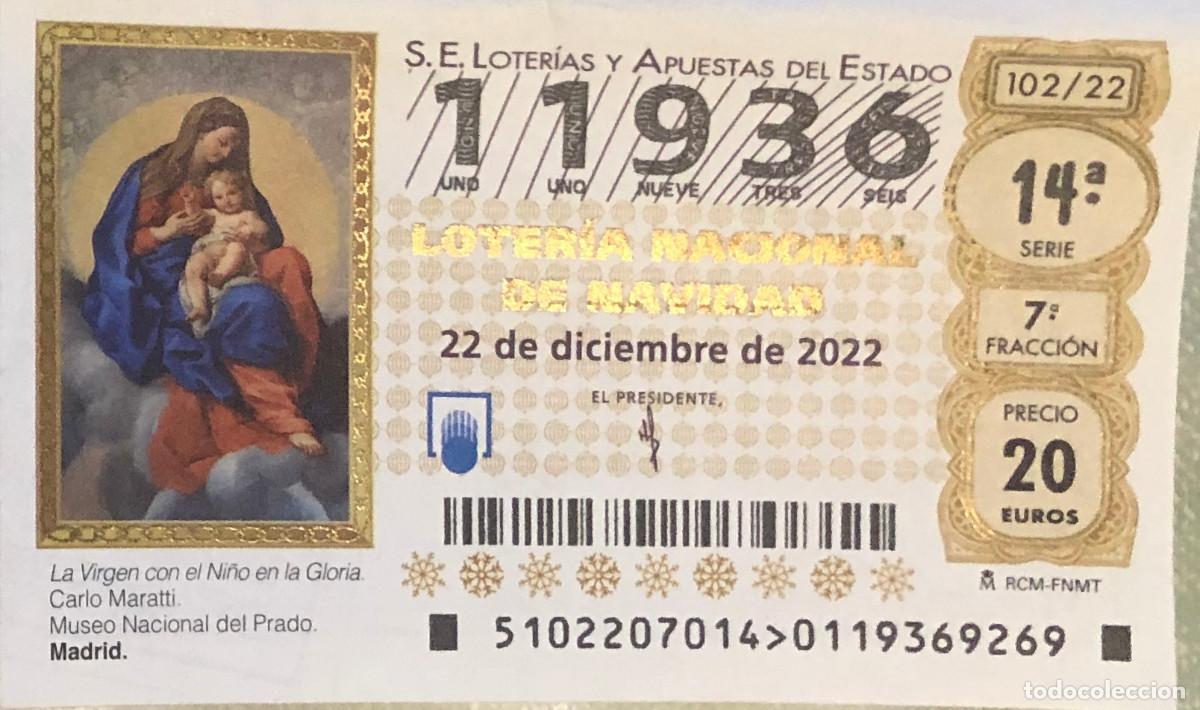 S.E. LOTERÍAS Y APUESTAS DEL ESTADO
11936
UNO UNO NUEVE TRES SEIS
LOTERÍA NACIONAL
DE NAVIDAD
22 de diciembre de 2022
EL PRESIDENTE,
102/22
14ª
SERIE
7ª
FRACCIÓN
PRECIO
20
EUROS
RCM-FNMT
La Virgen con el Niño en la Gloria.
Carlo Maratti.
Museo Nacional del Prado.
Madrid.
5102207014>0119369269
todocoleccion